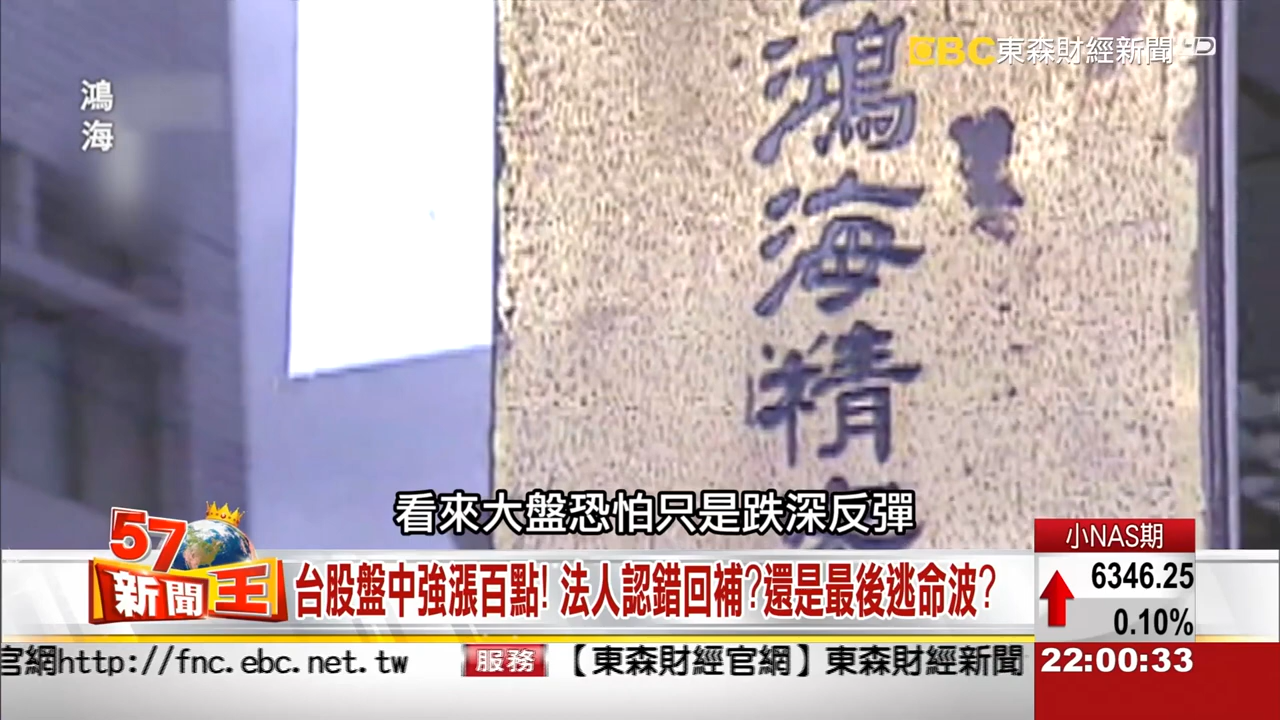 EBC 東森財經新聞 HD
鴻海
鴻海精
看來大盤恐怕只是跌深反彈
57
新聞王
台股盤中強漲百點! 法人認錯回補?還是最後逃命波?
小NAS期
6346.25
0.10%
官網http://fnc.ebc.net.tw 服務 【東森財經官網】東森財經新聞
22:00:33